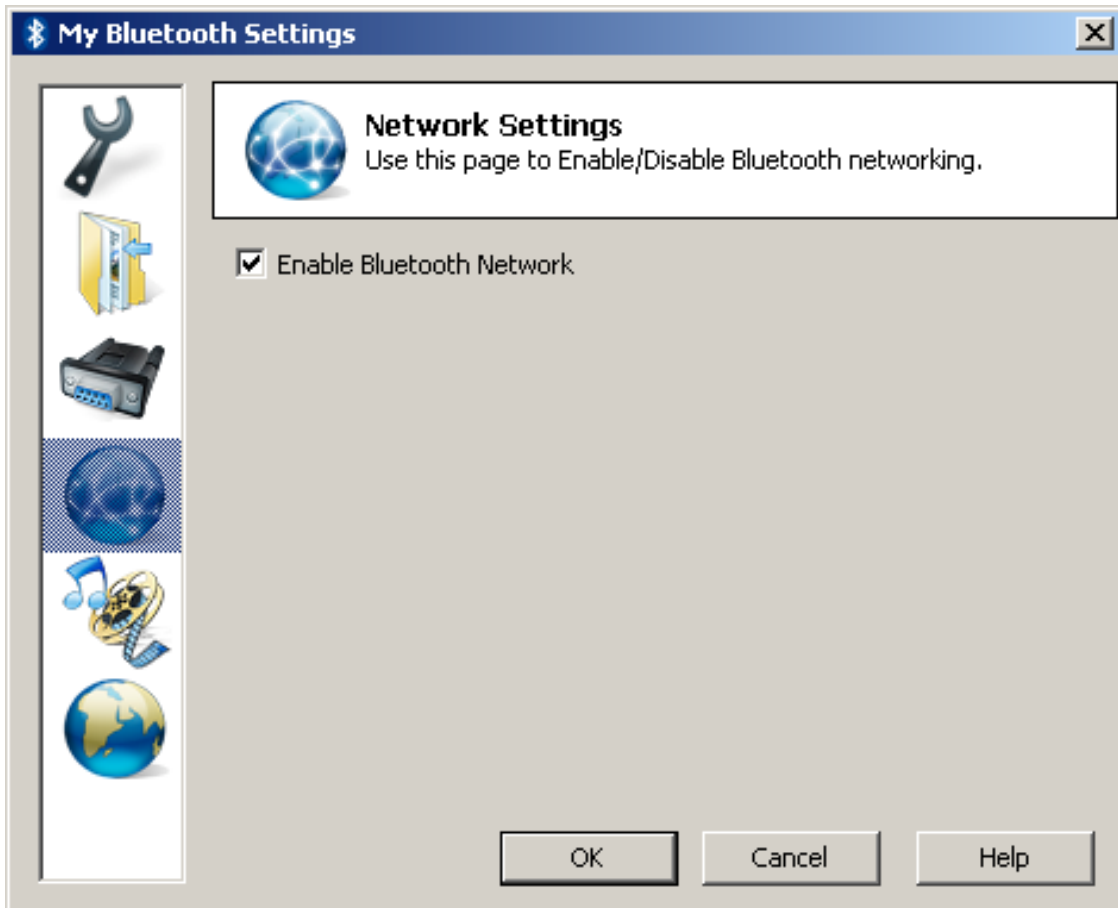 My Bluetooth Settings
Network Settings
Use this page to Enable/Disable Bluetooth networking.
Enable Bluetooth Network
OK
Cancel
Help